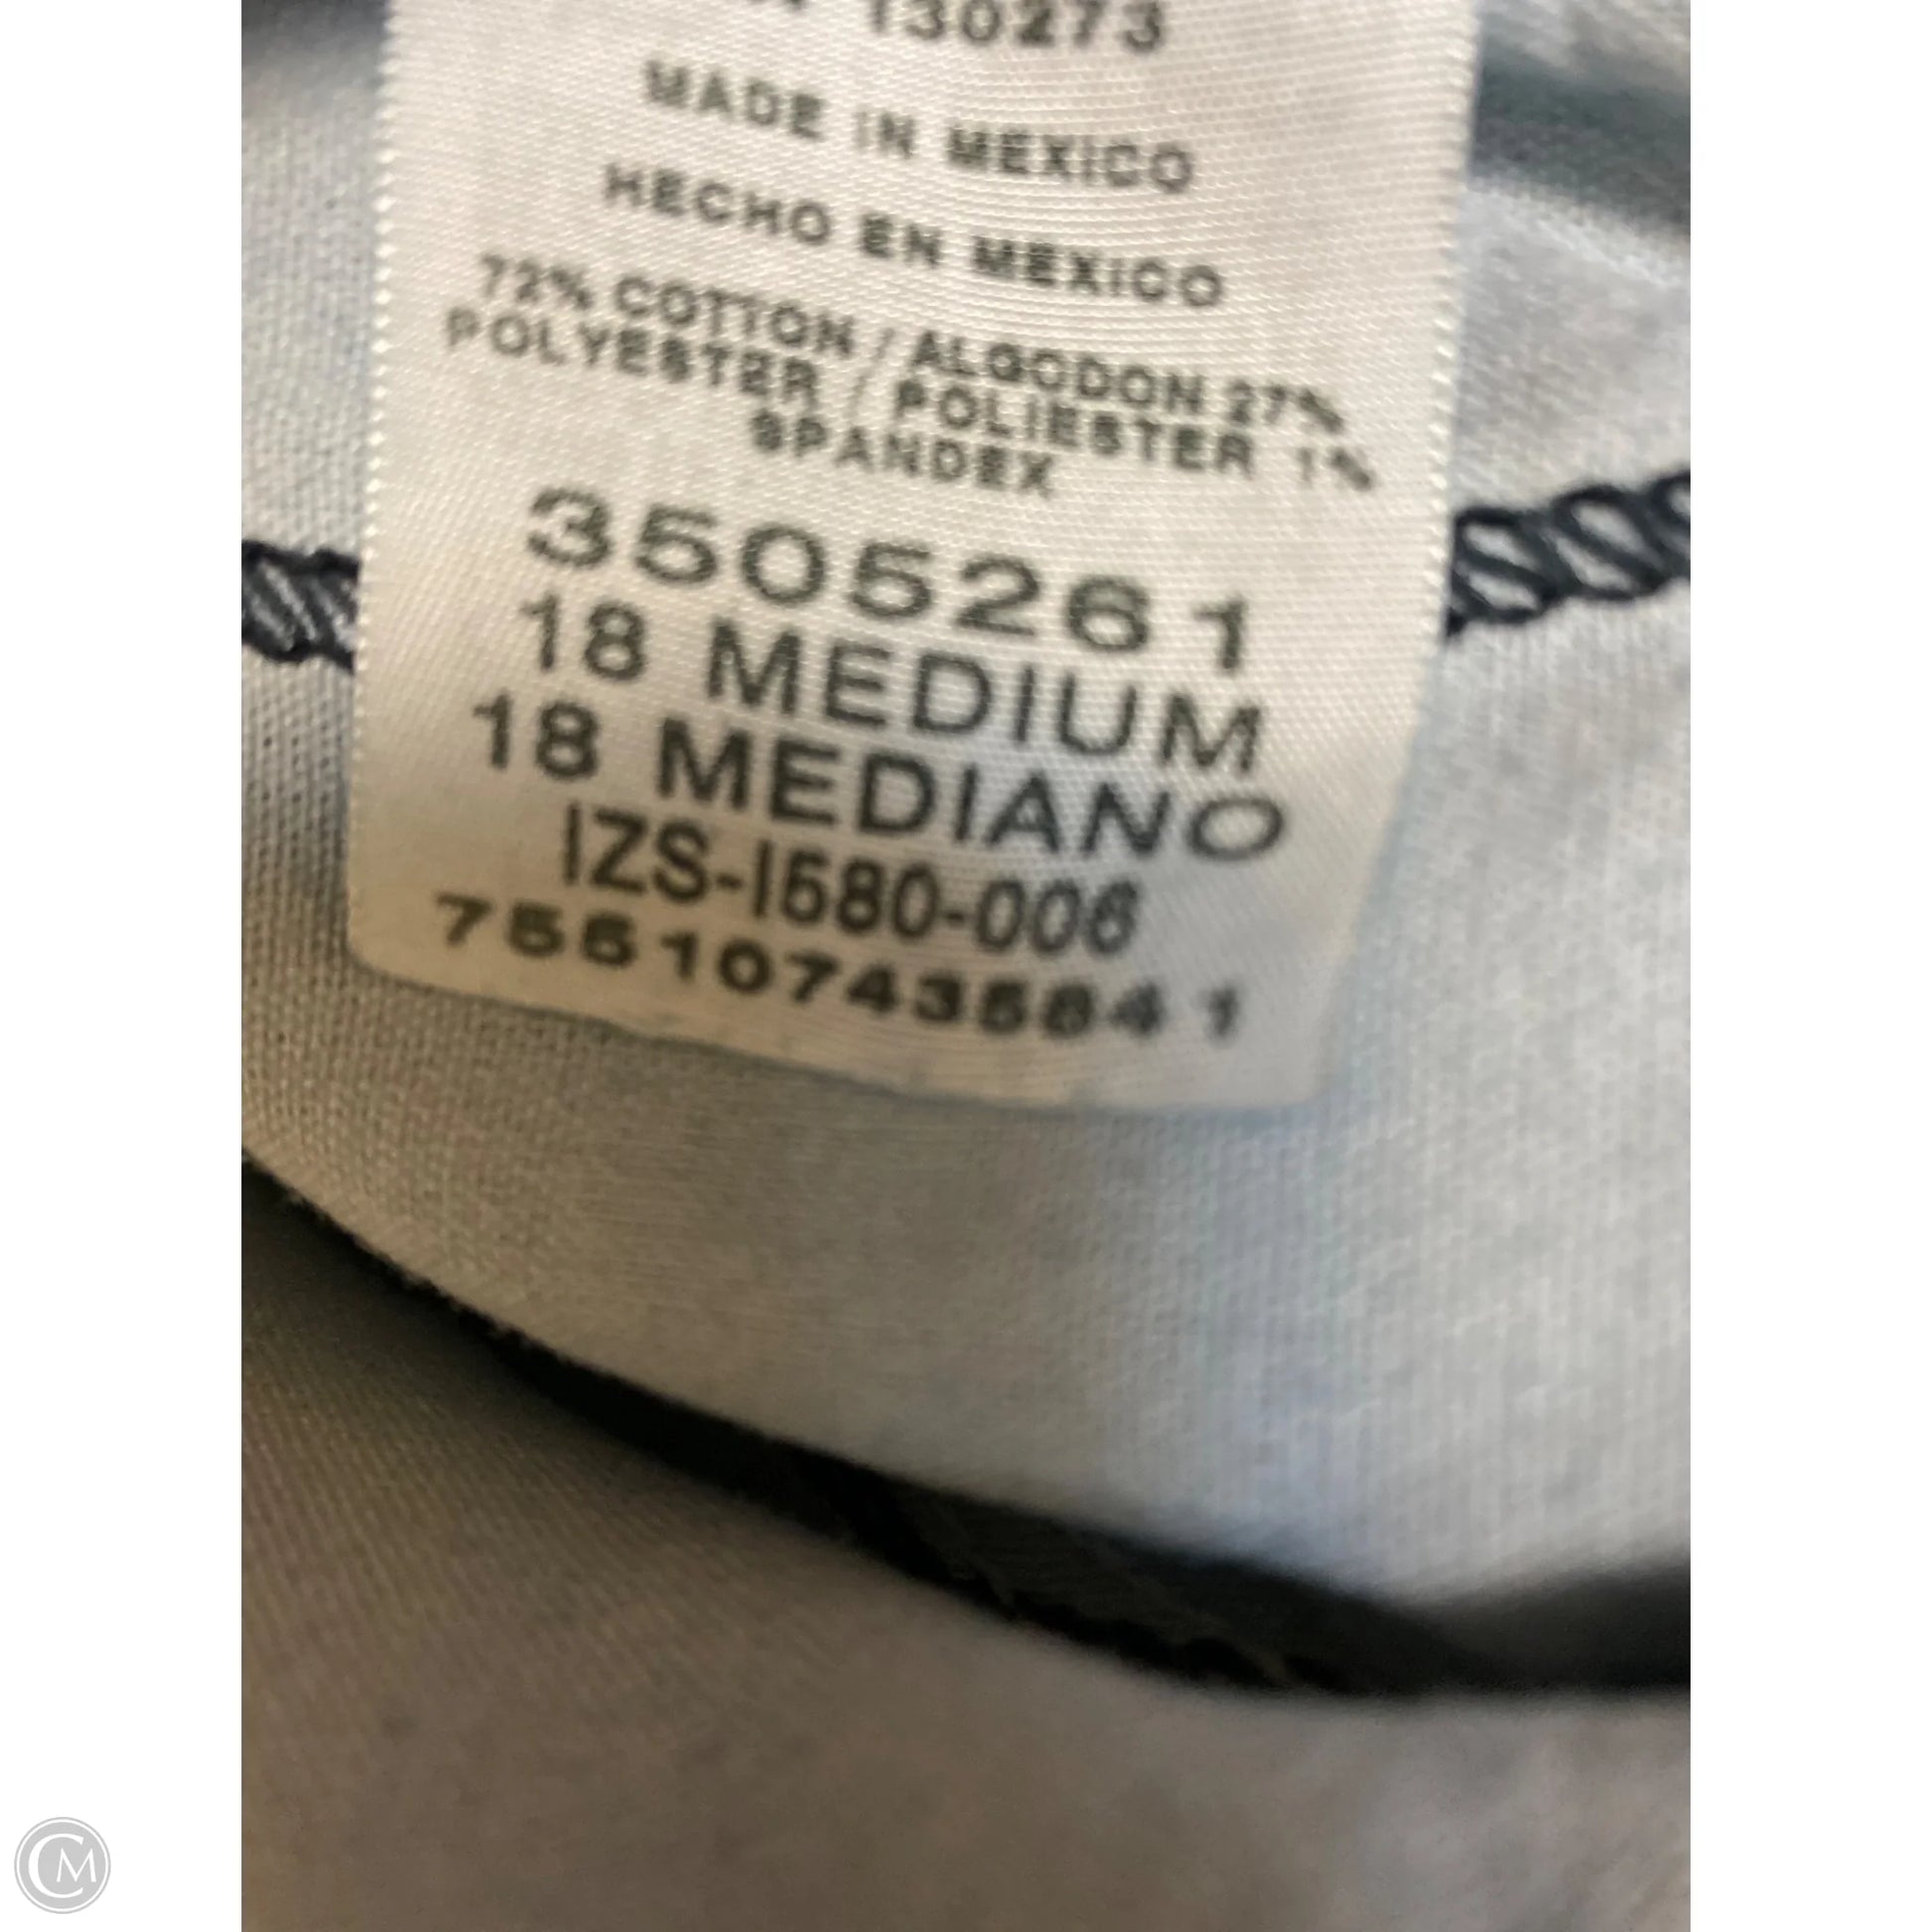 130273
MADE IN MEXICO
HECHO EN MEXICO
72% COTTON / ALGODON 27%
POLYESTER / POLIESTER 1%
SPANDEX
3505261
18 MEDIUM
18 MEDIANO
IZS-I580-006
CM